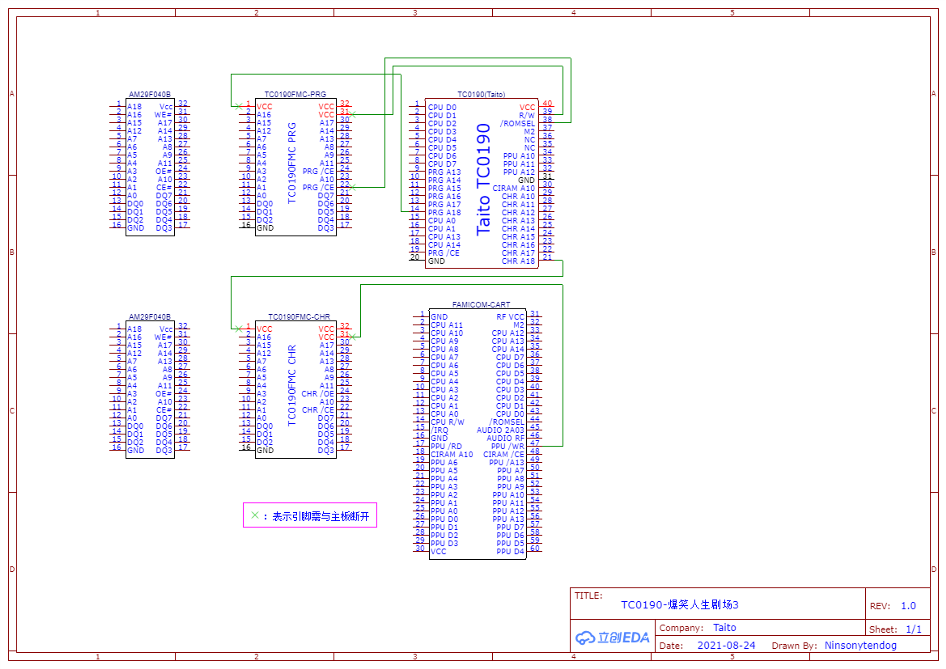 1 2 3 4 5
A
B
C
D
AM29F040B
1 A18 Vcc 32
2 A16 WE# 31
3 A15 A17 30
4 A12 A14 29
5 A7 A13 28
6 A6 A8 27
7 A5 A9 26
8 A4 A11 25
9 A3 OE# 24
10 A2 A10 23
11 A1 CE# 22
12 A0 DQ7 21
13 DQ0 DQ6 20
14 DQ1 DQ5 19
15 DQ2 DQ4 18
16 GND DQ3 17
TC0190FMC-PRG
1 VCC VCC 32
2 A16 VCC 31
3 A15 A17 30
4 A12 A14 29
5 A7 A13 28
6 A6 A8 27
7 A5 A9 26
8 A4 A11 25
9 A3 PRG /OE 24
10 A2 A10 23
11 A1 PRG /CE 22
12 A0 DQ7 21
13 DQ0 DQ6 20
14 DQ1 DQ5 19
15 DQ2 DQ4 18
16 GND DQ3 17
TC0190FMC PRG
TC0190(Taito)
1 CPU D0 VCC 40
2 CPU D1 R/W 39
3 CPU D2 /ROMSEL 38
4 CPU D3 M2 37
5 CPU D4 NC 36
6 CPU D5 NC 35
7 CPU D6 PPU A10 34
8 CPU D7 PPU A11 33
9 PRG A13 PPU A12 32
10 PRG A14 GND 31
11 PRG A15 CIRAM A10 30
12 PRG A16 CHR A10 29
13 PRG A17 CHR A11 28
14 PRG A18 CHR A12 27
15 CPU A0 CHR A13 26
16 CPU A1 CHR A14 25
17 CPU A13 CHR A15 24
18 CPU A14 CHR A16 23
19 PRG /CE CHR A17 22
20 GND CHR A18 21
Taito TC0190
AM29F040B
1 A18 Vcc 32
2 A16 WE# 31
3 A15 A17 30
4 A12 A14 29
5 A7 A13 28
6 A6 A8 27
7 A5 A9 26
8 A4 A11 25
9 A3 OE# 24
10 A2 A10 23
11 A1 CE# 22
12 A0 DQ7 21
13 DQ0 DQ6 20
14 DQ1 DQ5 19
15 DQ2 DQ4 18
16 GND DQ3 17
TC0190FMC-CHR
1 VCC VCC 32
2 A16 VCC 31
3 A15 A17 30
4 A12 A14 29
5 A7 A13 28
6 A6 A8 27
7 A5 A9 26
8 A4 A11 25
9 A3 CHR /OE 24
10 A2 A10 23
11 A1 CHR /CE 22
12 A0 DQ7 21
13 DQ0 DQ6 20
14 DQ1 DQ5 19
15 DQ2 DQ4 18
16 GND DQ3 17
TC0190FMC CHR
FAMICOM-CART
1 GND RF VCC 31
2 CPU A11 M2 32
3 CPU A10 CPU A12 33
4 CPU A9 CPU A13 34
5 CPU A8 CPU A14 35
6 CPU A7 CPU D7 36
7 CPU A6 CPU D6 37
8 CPU A5 CPU D5 38
9 CPU A4 CPU D4 39
10 CPU A3 CPU D3 40
11 CPU A2 CPU D2 41
12 CPU A1 CPU D1 42
13 CPU A0 CPU D0 43
14 CPU R/W /ROMSEL 44
15 /IRQ AUDIO 2A03 45
16 GND AUDIO RF 46
17 PPU /RD PPU /WR 47
18 CIRAM A10 CIRAM /CE 48
19 PPU A6 PPU /A13 49
20 PPU A5 PPU A7 50
21 PPU A4 PPU A8 51
22 PPU A3 PPU A9 52
23 PPU A2 PPU A10 53
24 PPU A1 PPU A11 54
25 PPU A0 PPU A12 55
26 PPU D0 PPU A13 56
27 PPU D1 PPU D7 57
28 PPU D2 PPU D6 58
29 PPU D3 PPU D5 59
30 VCC PPU D4 60
×：表示引脚需与主板断开
TITLE:
TC0190-爆笑人生剧场3
REV: 1.0
立创EDA
Company: Taito
Sheet: 1/1
Date: 2021-08-24 Drawn By: Ninsonytendog
A
B
C
D
1 2 3 4 5